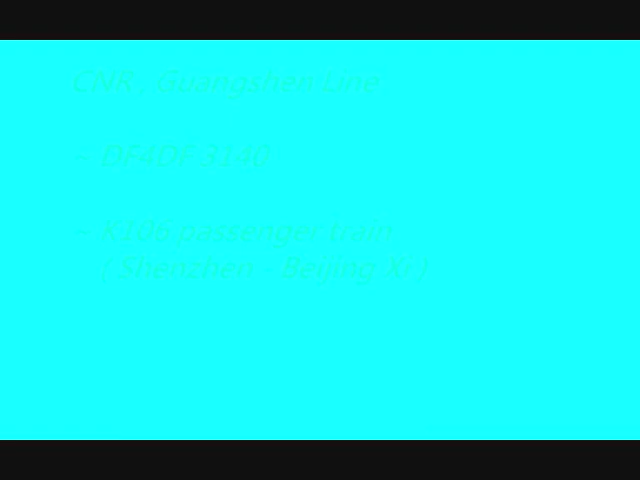 CNR , Guangshen Line
~ DF4DF 3140
~ K106 passenger train
( Shenzhen - Beijing Xi )